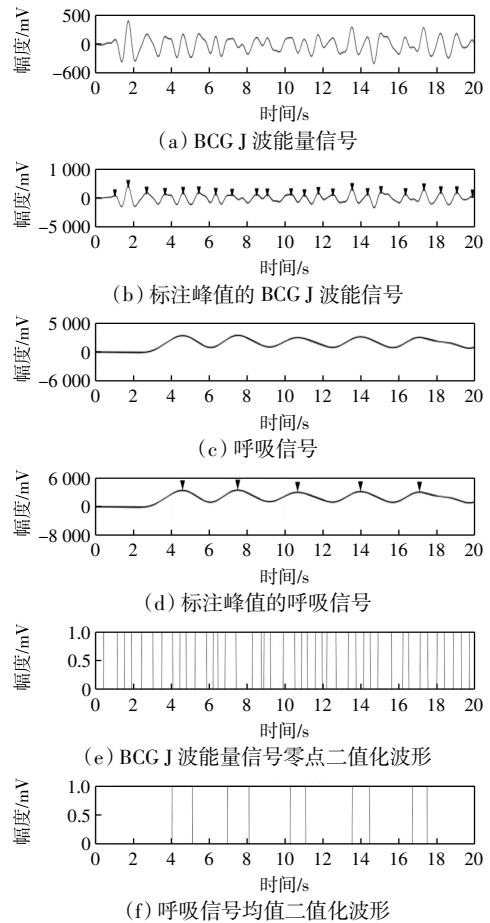 500
幅度/mV
0
-600
0 2 4 6 8 10 12 14 16 18 20
时间/s
(a) BCG J 波能量信号
1 000
幅度/mV
0
-5 000
0 2 4 6 8 10 12 14 16 18 20
时间/s
(b) 标注峰值的 BCG J 波能信号
5 000
幅度/mV
0
-6 000
0 2 4 6 8 10 12 14 16 18 20
时间/s
(c) 呼吸信号
6 000
幅度/mV
0
-8 000
0 2 4 6 8 10 12 14 16 18 20
时间/s
(d) 标注峰值的呼吸信号
1.0
幅度/mV
0.5
0
0 2 4 6 8 10 12 14 16 18 20
时间/s
(e) BCG J 波能量信号零点二值化波形
1.0
幅度/mV
0.5
0
0 2 4 6 8 10 12 14 16 18 20
时间/s
(f) 呼吸信号均值二值化波形